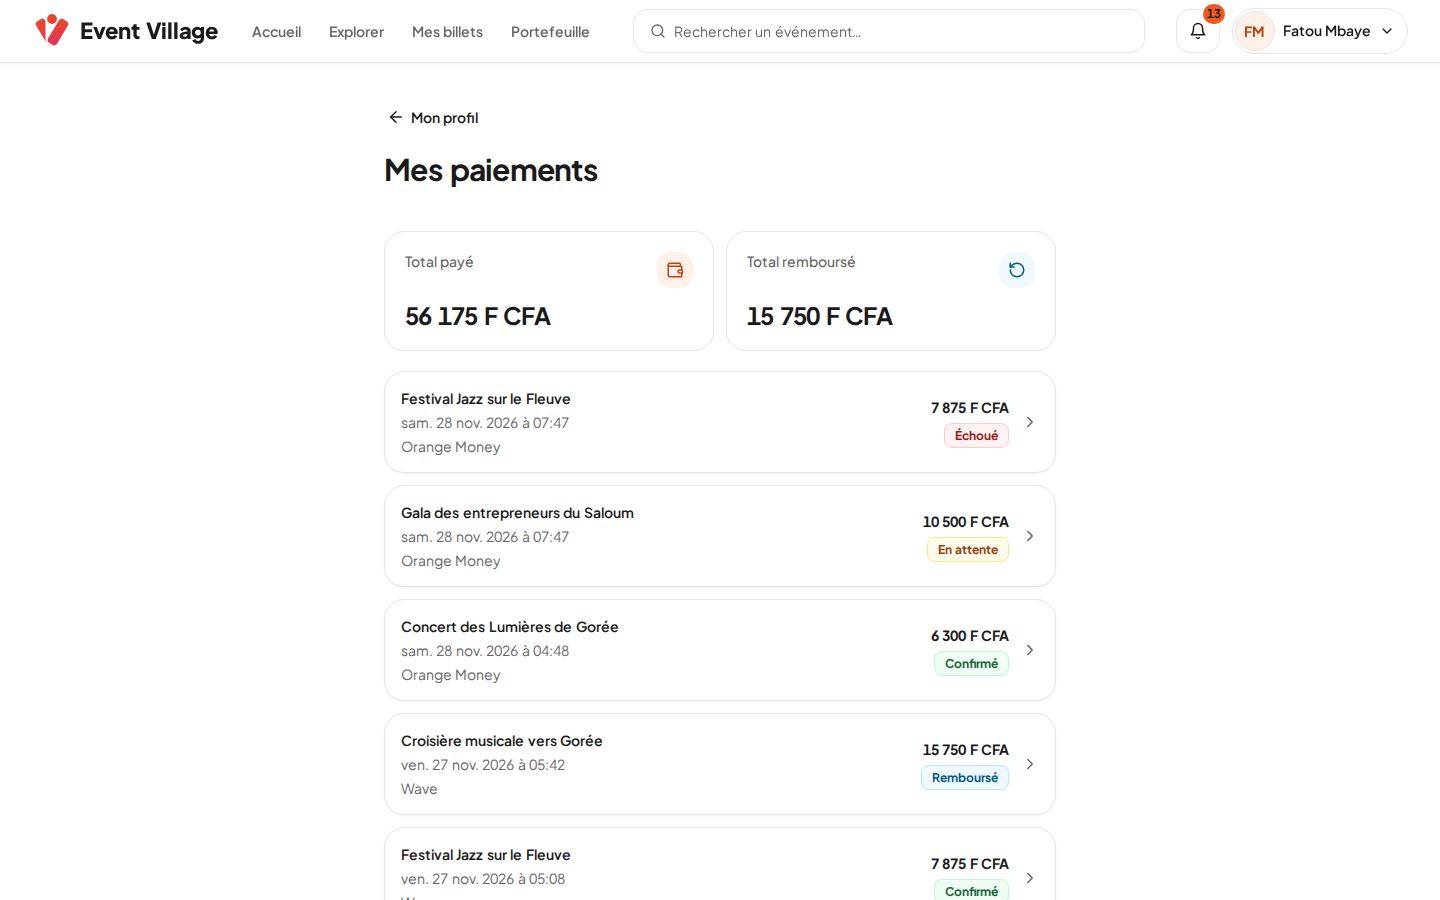 Event Village
Accueil
Explorer
Mes billets
Portefeuille
Rechercher un événement…
13
FM
Fatou Mbaye
Mon profil
Mes paiements
Total payé
56 175 F CFA
Total remboursé
15 750 F CFA
Festival Jazz sur le Fleuve
sam. 28 nov. 2026 à 07:47
Orange Money
7 875 F CFA
Échoué
Gala des entrepreneurs du Saloum
sam. 28 nov. 2026 à 07:47
Orange Money
10 500 F CFA
En attente
Concert des Lumières de Gorée
sam. 28 nov. 2026 à 04:48
Orange Money
6 300 F CFA
Confirmé
Croisière musicale vers Gorée
ven. 27 nov. 2026 à 05:42
Wave
15 750 F CFA
Remboursé
Festival Jazz sur le Fleuve
ven. 27 nov. 2026 à 05:08
7 875 F CFA
Confirmé